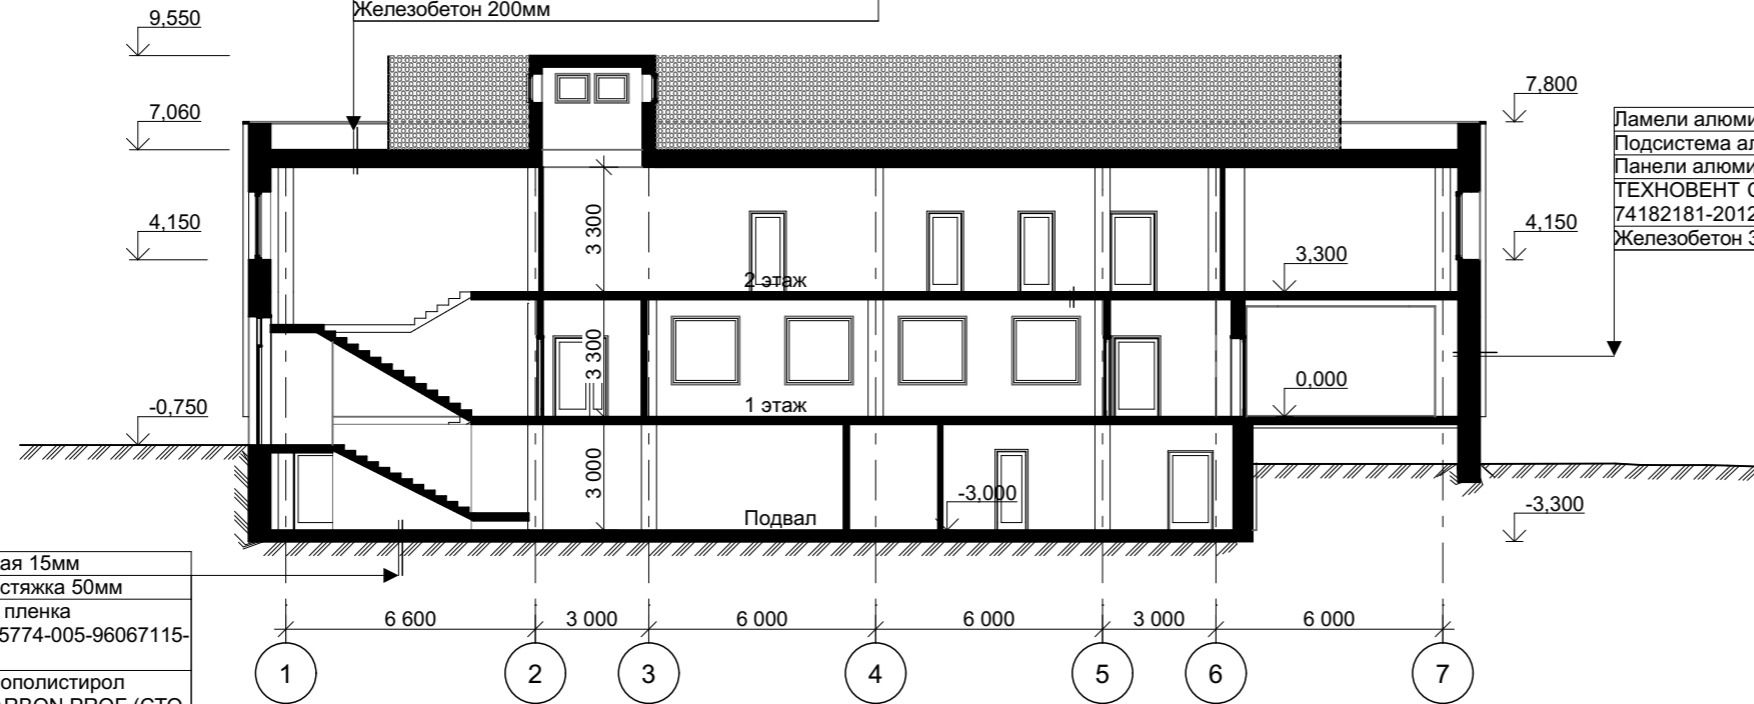 Железобетон 200мм
9,550
7,060
4,150
-0,750
7,800
4,150
-3,300
Ламели алюми
Подсистема ал
Панели алюми
ТЕХНОВЕНТ
74182181-2012
Железобетон
3 300
2 этаж
3,300
3 300
1 этаж
0,000
3 000
Подвал
-3,000
ая 15мм
стяжка 50мм
пленка
5774-005-96067115-
ополистирол
6 600
3 000
6 000
6 000
3 000
6 000
1
2
3
4
5
6
7